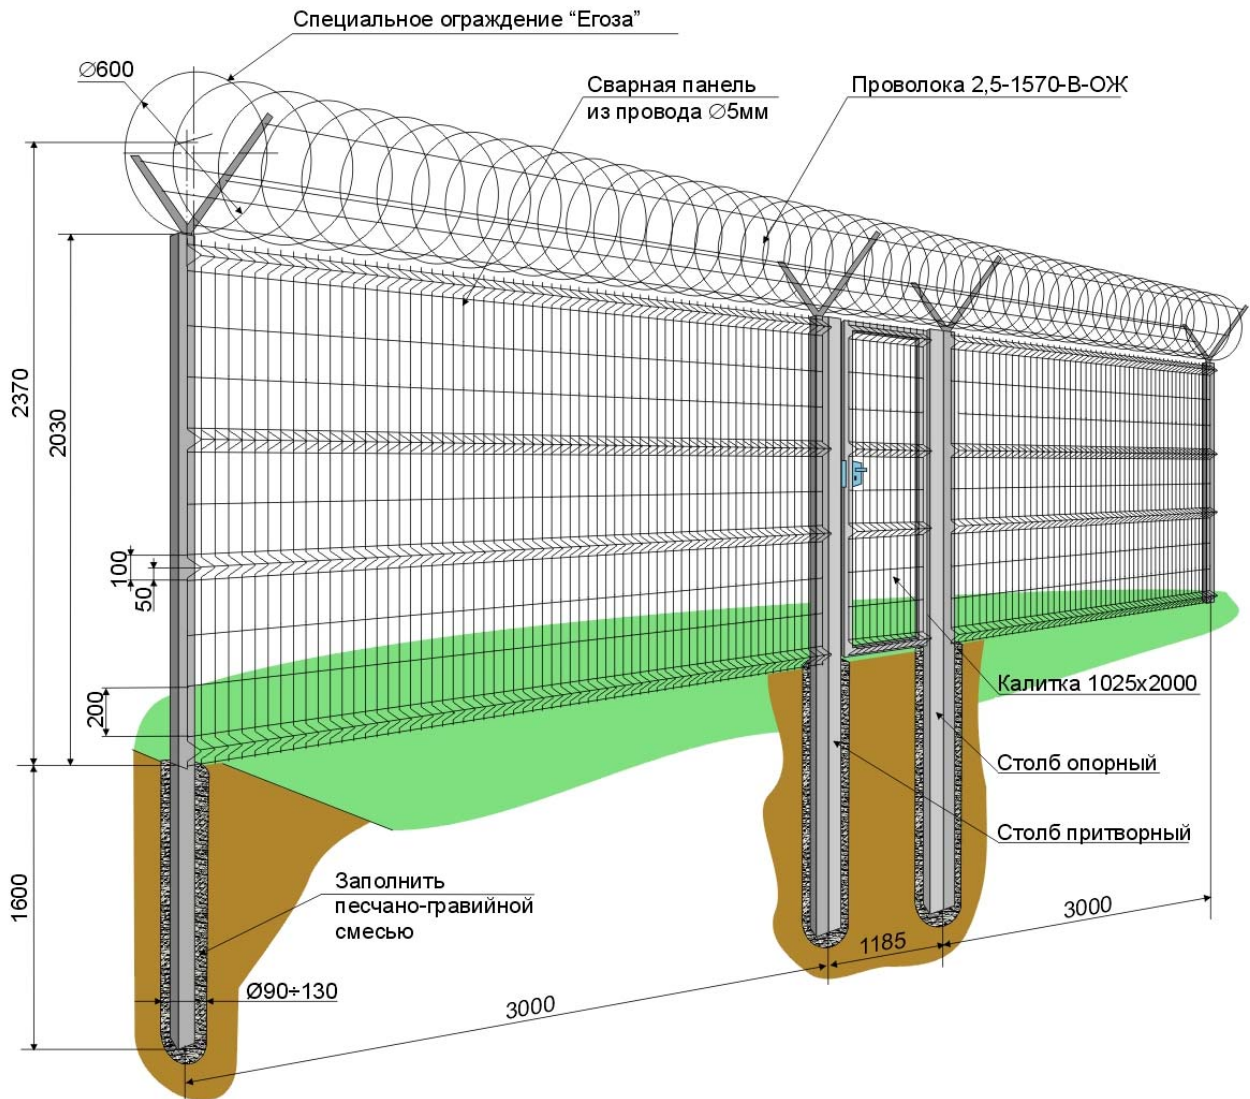 Специальное ограждение “Егоза”
∅600
Сварная панель
из провода ∅5мм
Проволока 2,5-1570-В-ОЖ
2370
2030
100
50
200
Калитка 1025х2000
Столб опорный
Столб притворный
1600
Заполнить
песчано-гравийной
смесью
Ø90÷130
3000
1185
3000